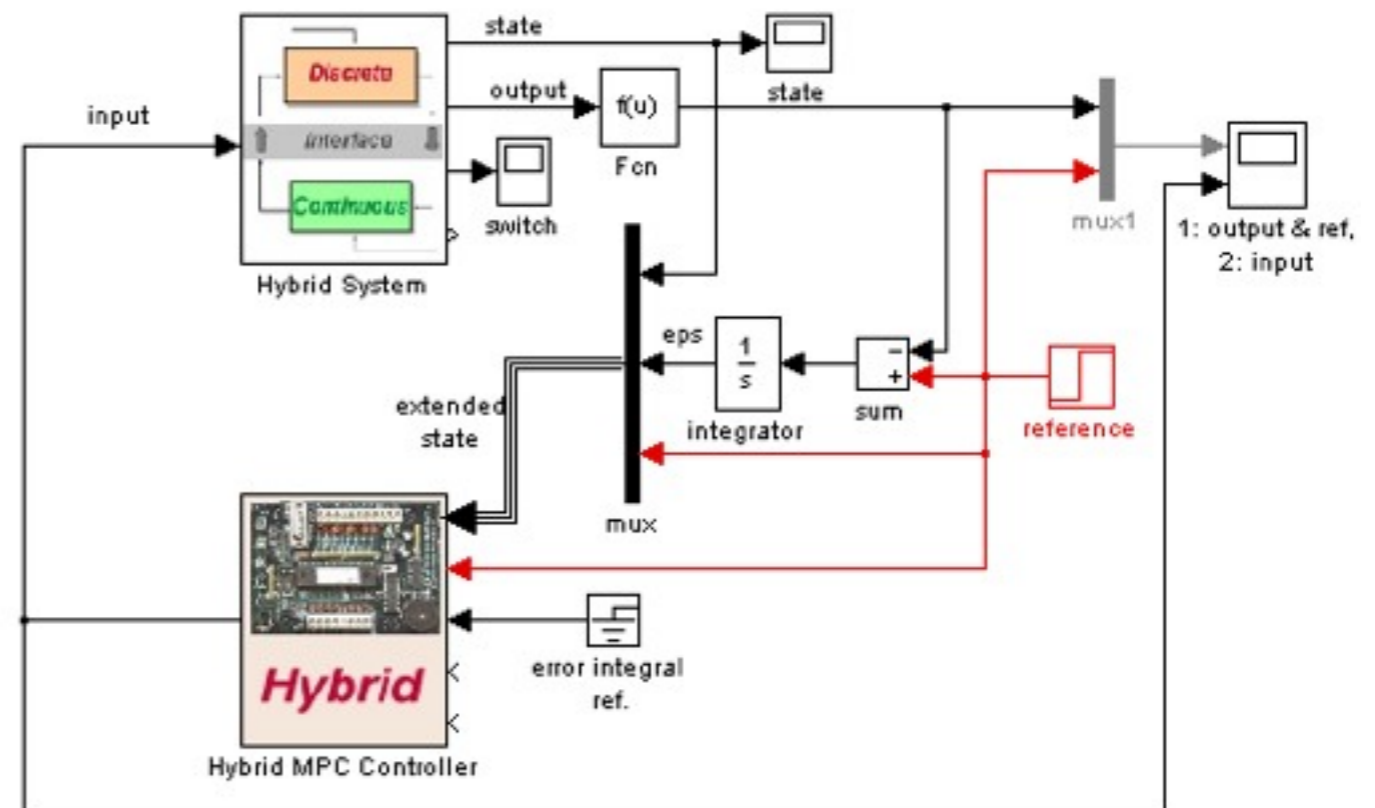 state
Discrete
input
output
f(u)
state
Interface
Fcn
Continuous
switch
mux1
1: output & ref,
2: input
Hybrid System
eps
1
s
−
+
extended
state
integrator
sum
reference
mux
error integral
ref.
Hybrid
Hybrid MPC Controller